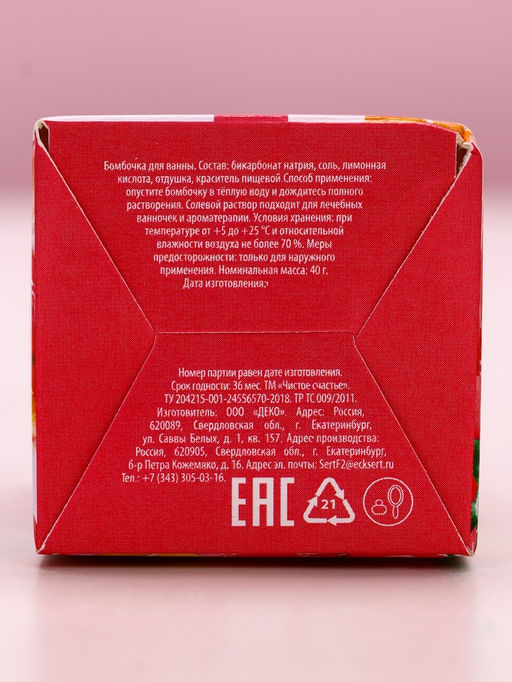 Бомбочка для ванны. Состав: бикарбонат натрия, соль, лимонная
кислота, отдушка, краситель пищевой.Способ применения:
опустите бомбочку в тёплую воду и дождитесь полного
растворения. Солевой раствор подходит для лечебных
ванночек и ароматерапии. Условия хранения: при
температуре от +5 до +25 °С и относительной
влажности воздуха не более 70 %. Меры
предосторожности: только для наружного
применения. Номинальная масса: 40 г.
Дата изготовления:
Номер партии равен дате изготовления.
Срок годности: 36 мес. ТМ «Чистое счастье».
ТУ 204215-001-24556570-2018. ТР ТС 009/2011.
Изготовитель: ООО «ДЕКО». Адрес: Россия,
620089, Свердловская обл., г. Екатеринбург,
ул. Саввы Белых, д. 1, кв. 157. Адрес производства:
Россия, 620905, Свердловская обл., г. Екатеринбург,
б-р Петра Кожемяко, д. 16. Адрес эл. почты: SertF2@ecksert.ru
Тел.: +7 (343) 305-03-16.
EAC 21